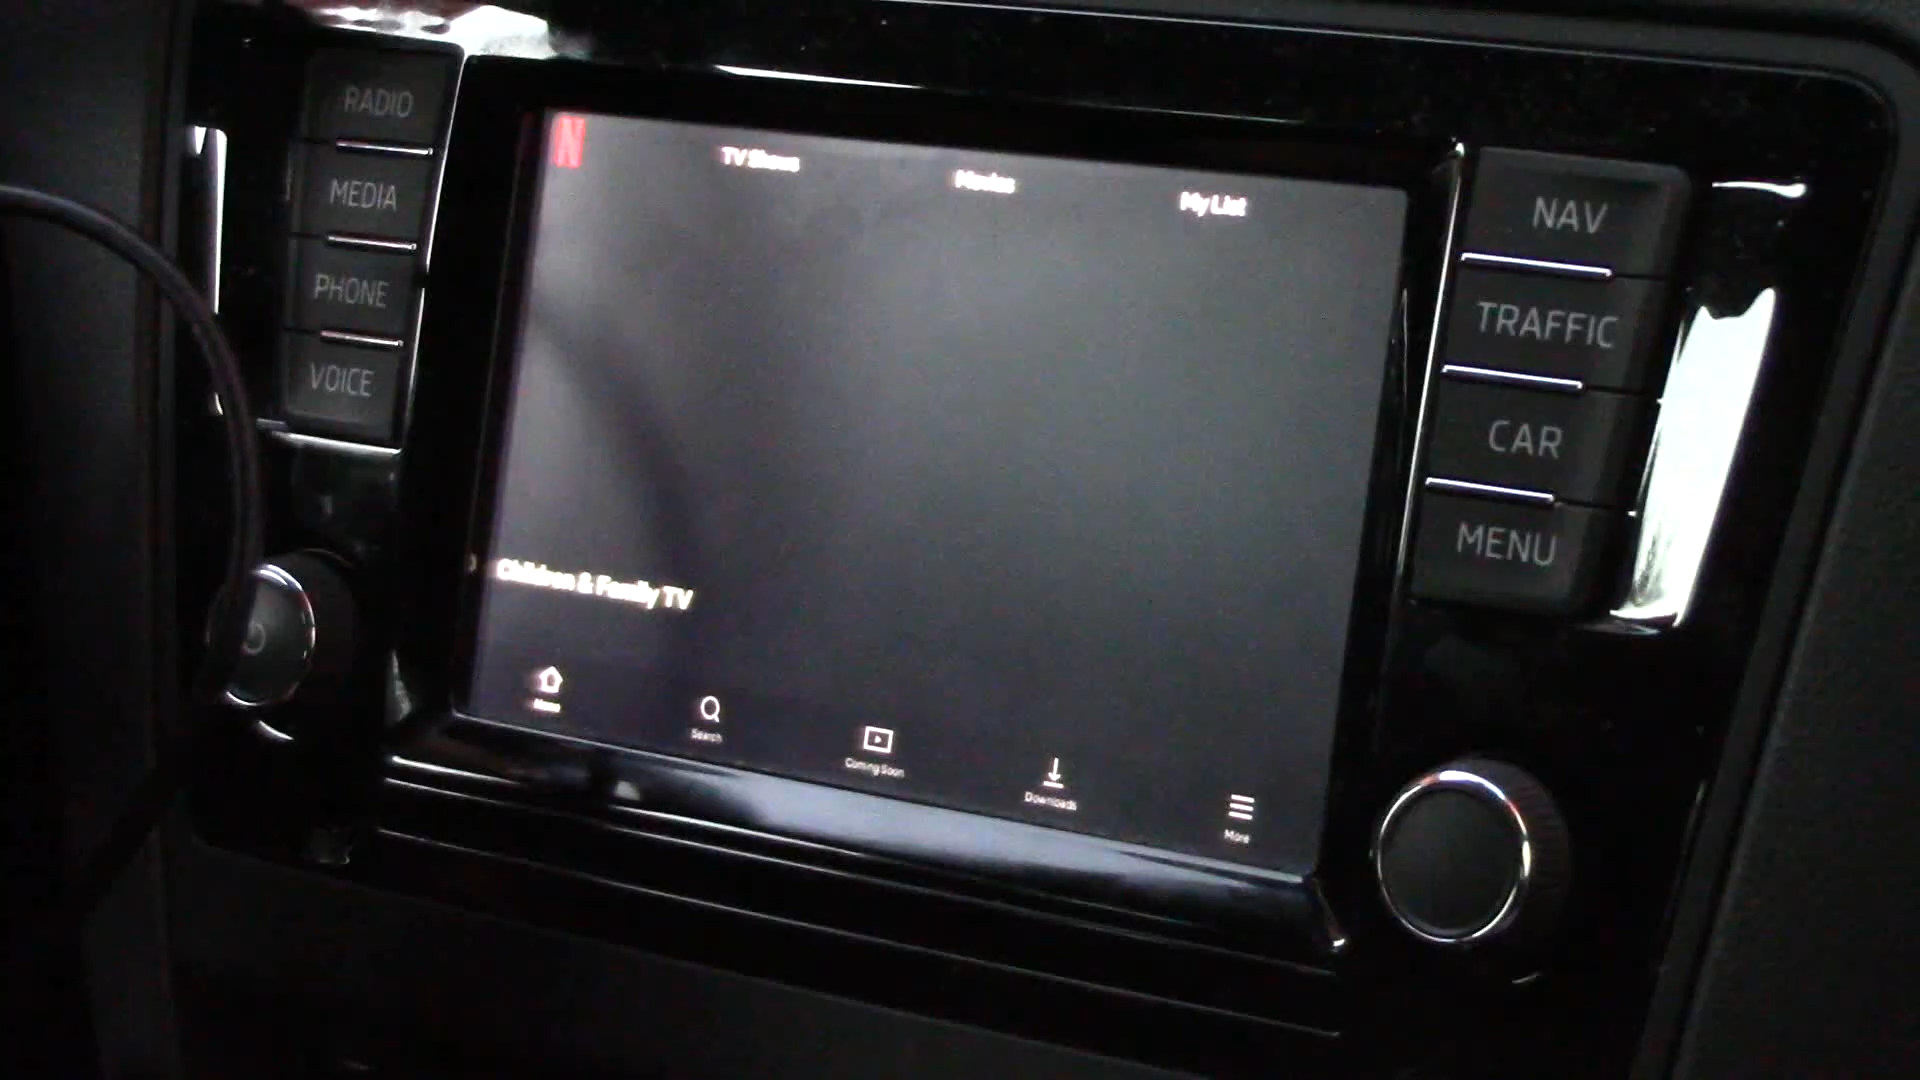 RADIO
MEDIA
PHONE
VOICE
N
TV Shows
Movies
My List
Children & Family TV
Home
Search
Coming Soon
Downloads
More
NAV
TRAFFIC
CAR
MENU